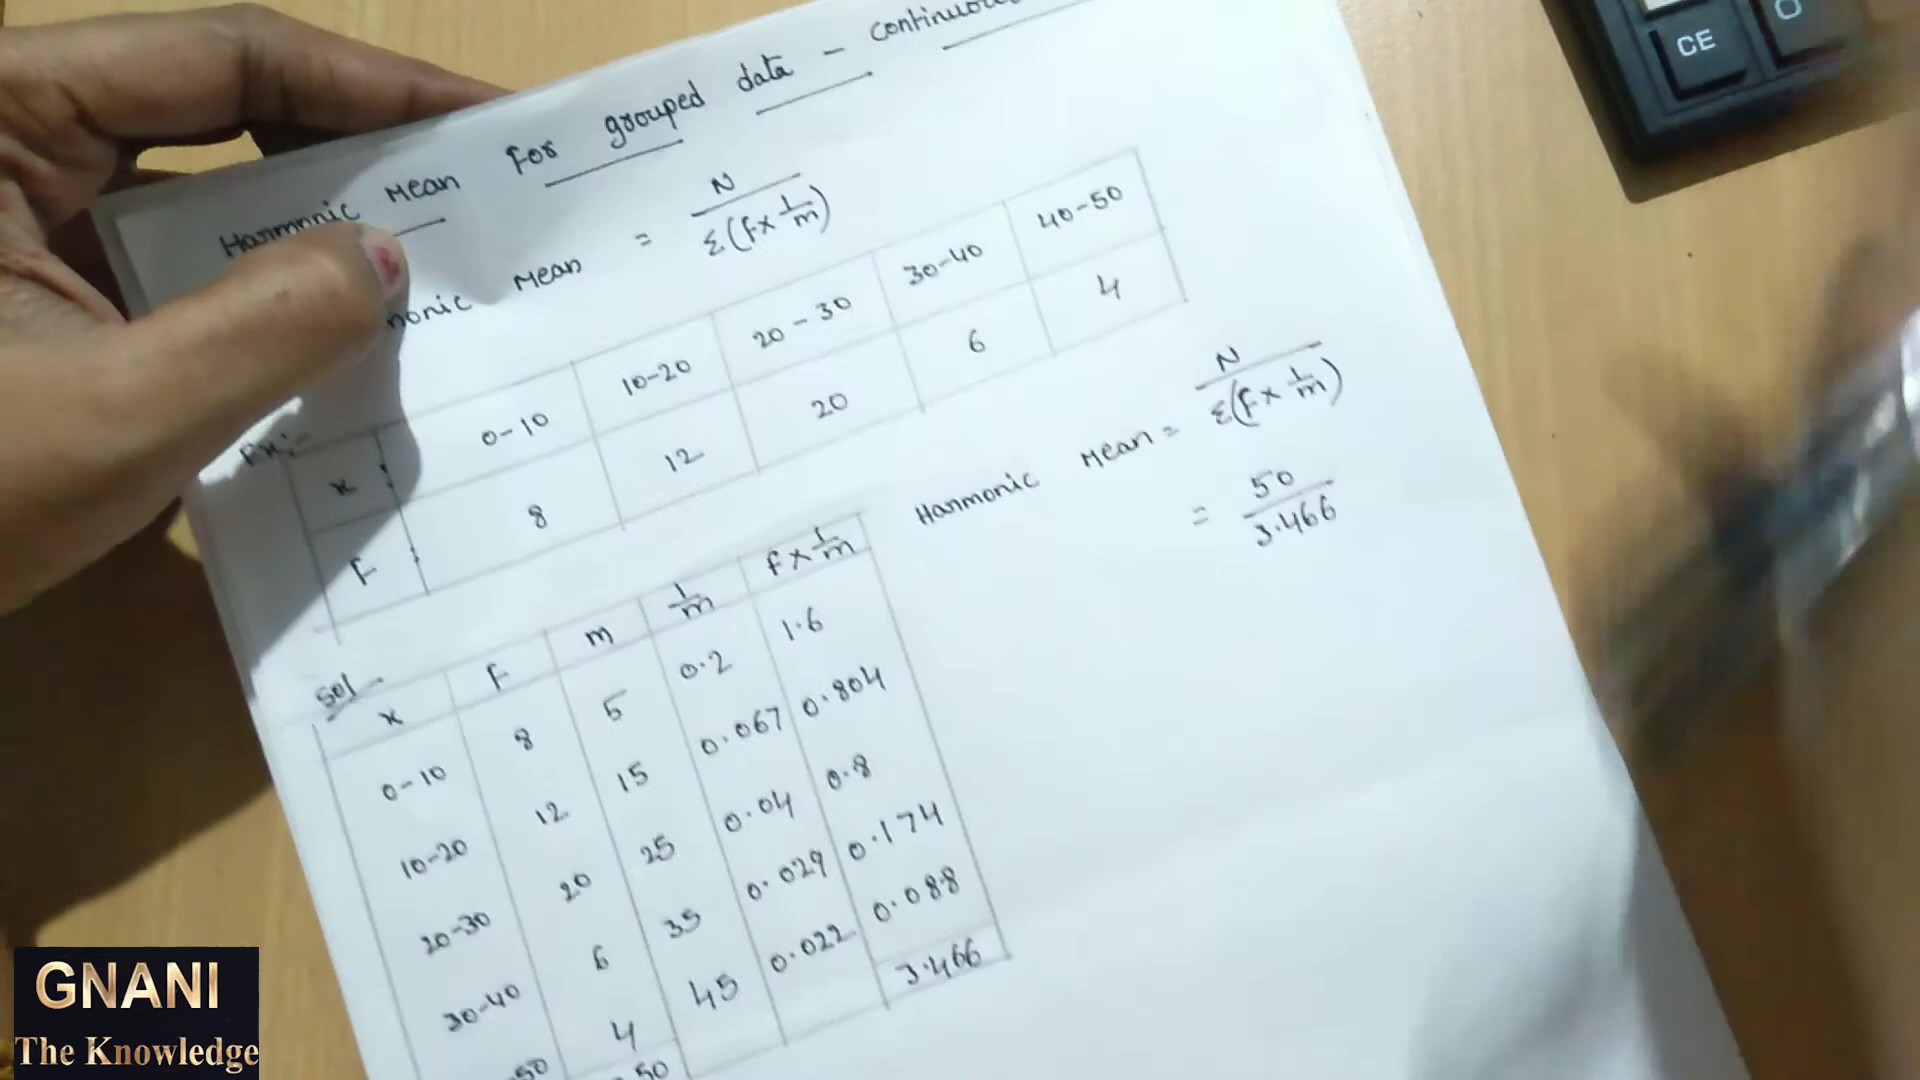 Harmonic Mean For grouped data - continuous
monic Mean = N / Σ(f× 1/m)
Ex:-
x 0-10 10-20 20-30 30-40 40-50
F 8 12 20 6 4
Sol -
x F m 1/m f× 1/m
0-10 8 5 0.2 1.6
10-20 12 15 0.067 0.804
20-30 20 25 0.04 0.8
30-40 6 35 0.029 0.174
50 4 45 0.022 0.088
50 3.466
Harmonic Mean = N / Σ(f× 1/m)
= 50 / 3.466
CE
GNANI
The Knowledge